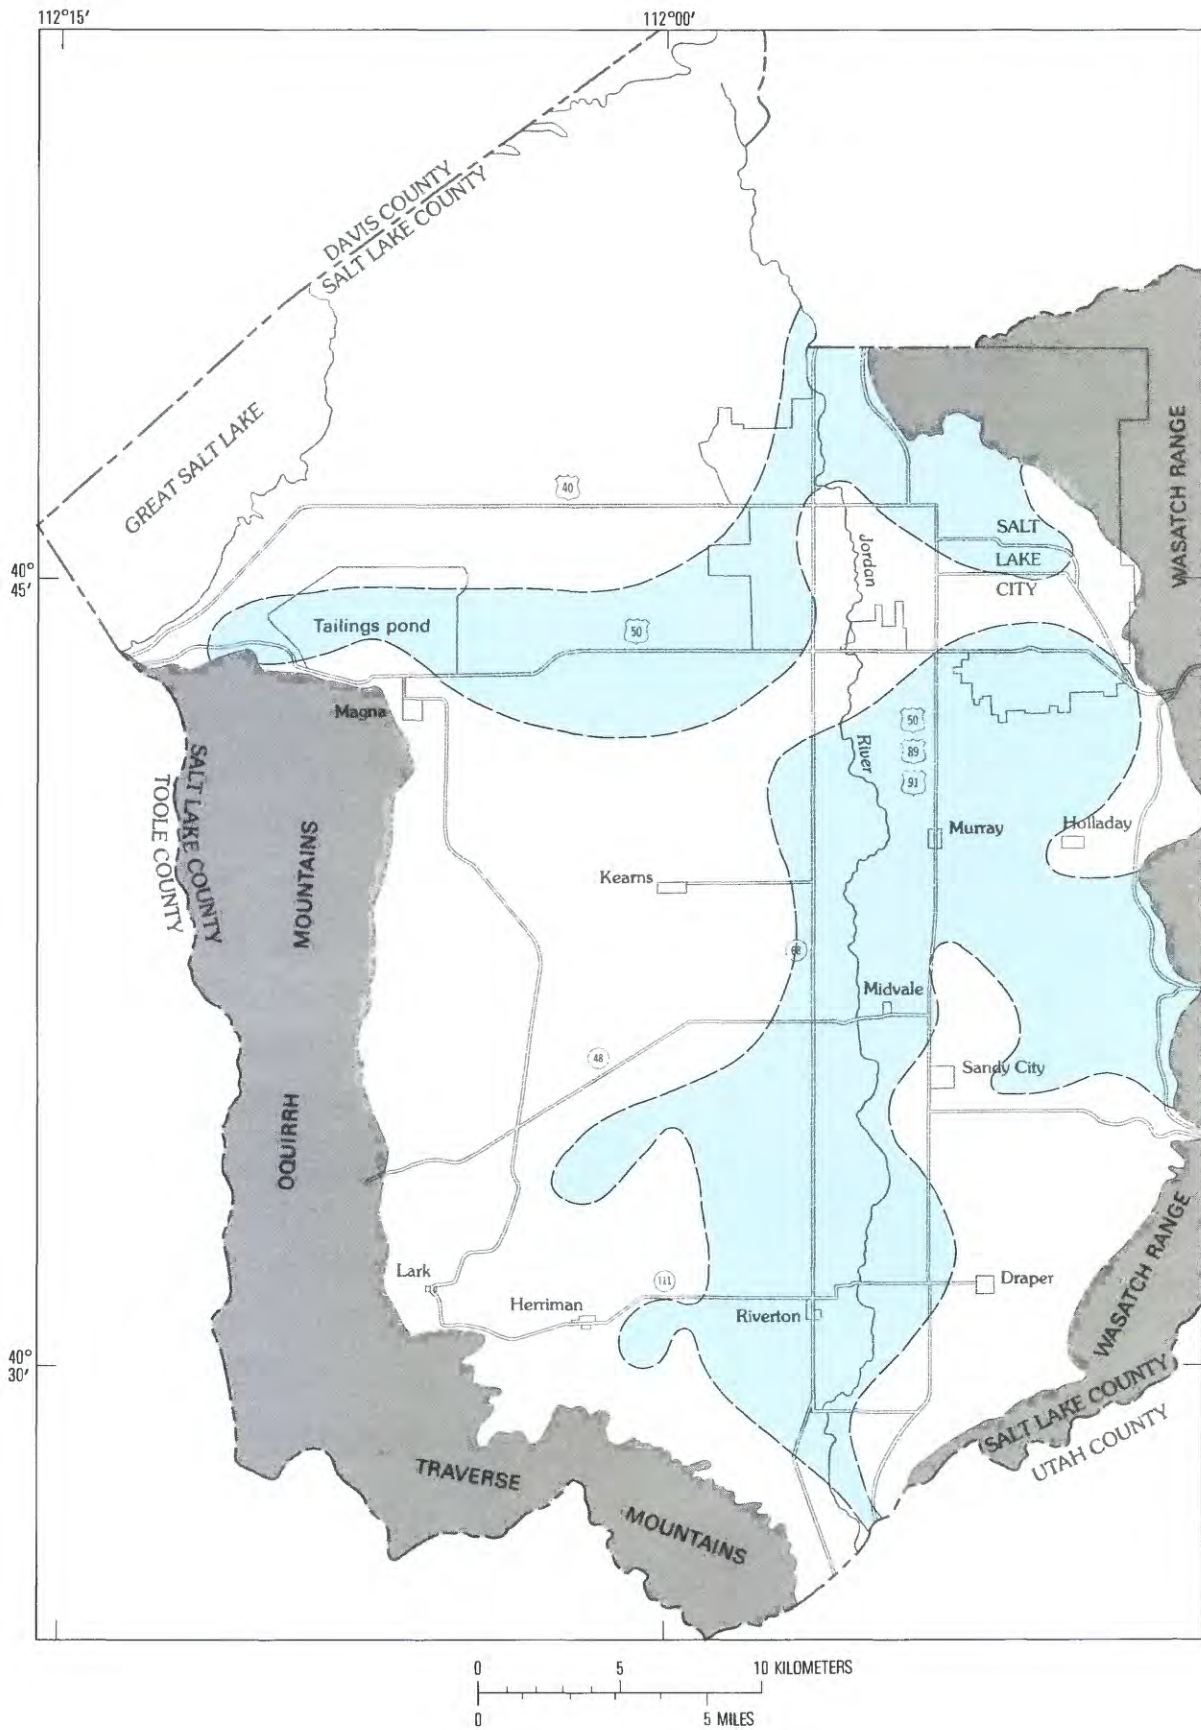 112°15′
112°00′
DAVIS COUNTY
SALT LAKE COUNTY
GREAT SALT LAKE
WASATCH RANGE
40
SALT
LAKE
CITY
Jordan
River
40°
45′
Tailings pond
50
Magna
50
89
91
SALT LAKE COUNTY
TOOLE COUNTY
Murray
Holladay
Kearns
OQUIRRH
MOUNTAINS
68
Midvale
48
Sandy City
Lark
111
Draper
Herriman
Riverton
WASATCH RANGE
40°
30′
SALT LAKE COUNTY
UTAH COUNTY
TRAVERSE
MOUNTAINS
0 5 10 KILOMETERS
0 5 MILES